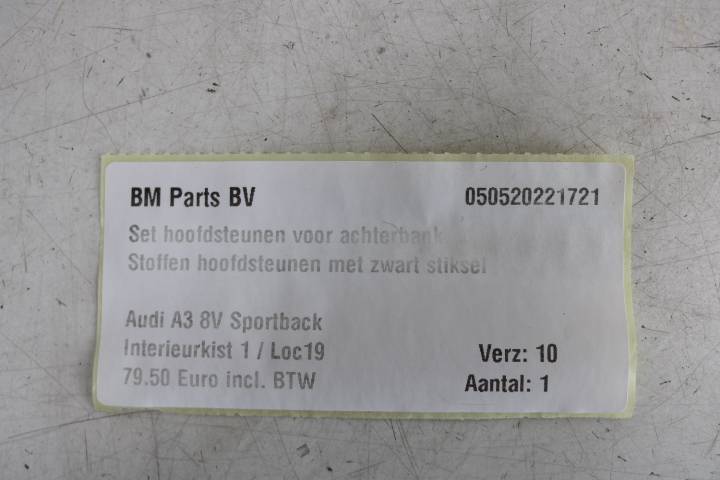 BM Parts BV 050520221721
Set hoofdsteunen voor achterbank
Stoffen hoofdsteunen met zwart stiksel
Audi A3 8V Sportback
Interieurkist 1 / Loc19 Verz: 10
79.50 Euro incl. BTW Aantal: 1